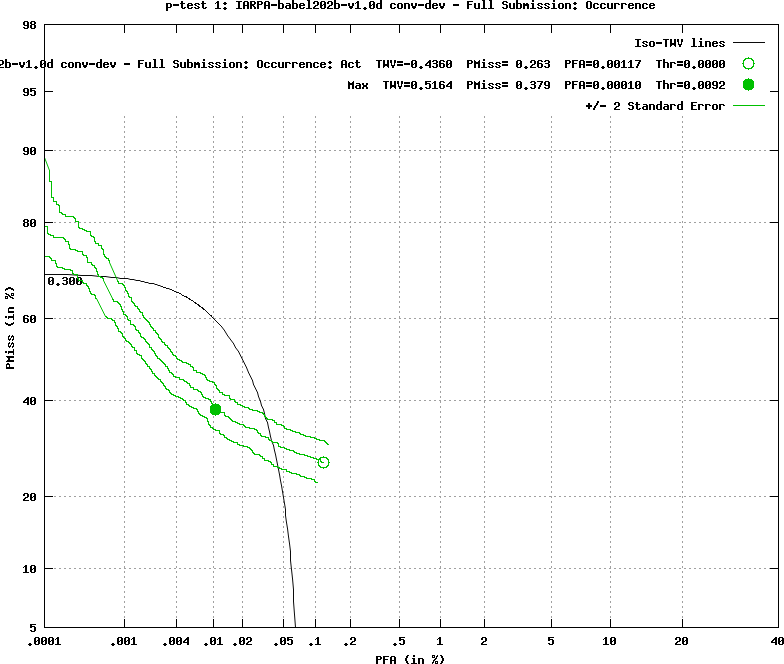 p-test 1: IARPA-babel202b-v1.0d conv-dev - Full Submission: Occurrence
Iso-TWV lines
2b-v1.0d conv-dev - Full Submission: Occurrence: Act TWV=-0.4360 PMiss= 0.263 PFA=0.00117 Thr=0.0000
Max TWV=0.5164 PMiss= 0.379 PFA=0.00010 Thr=0.0092
+/- 2 Standard Error
98
95
90
80
60
40
20
10
5
PMiss (in %)
0.300
.0001 .001 .004 .01 .02 .05 .1 .2 .5 1 2 5 10 20 40
PFA (in %)